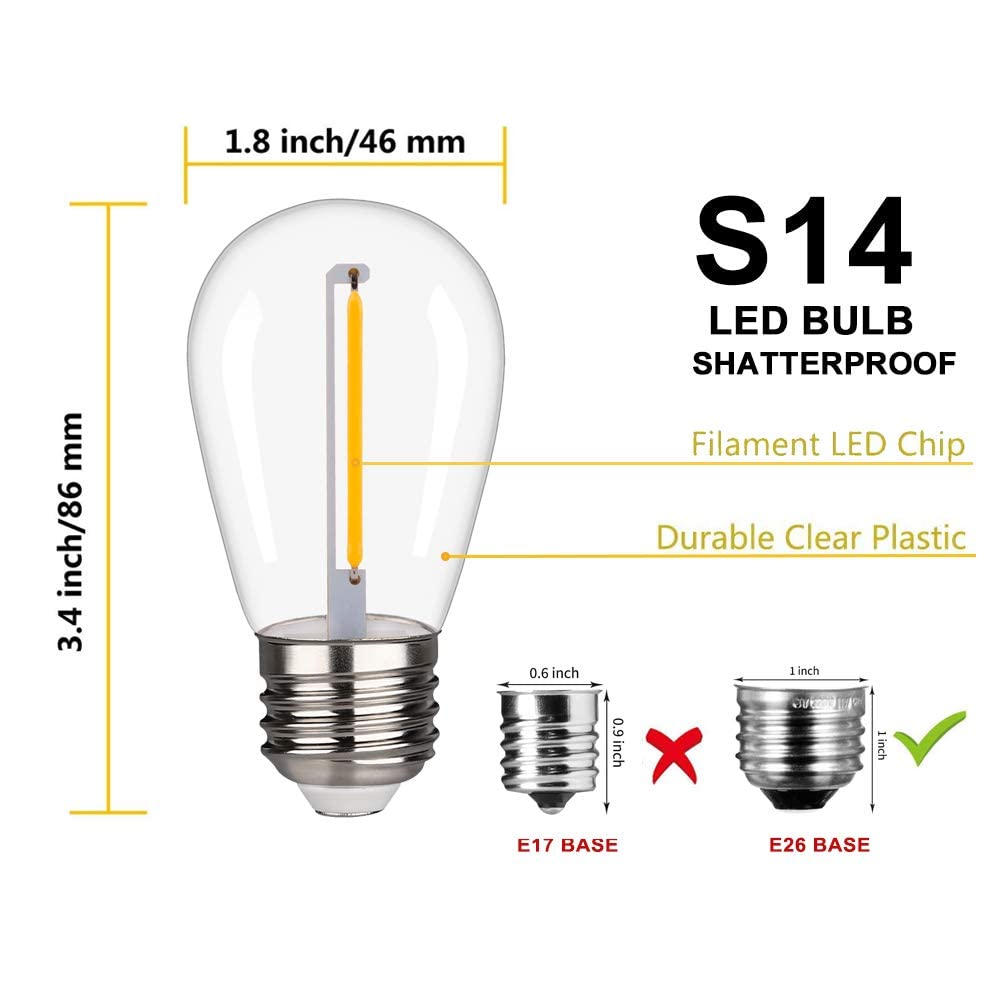 1.8 inch/46 mm
3.4 inch/86 mm
S14
LED BULB
SHATTERPROOF
Filament LED Chip
Durable Clear Plastic
0.6 inch
0.9 inch
E17 BASE
1 inch
1 inch
E26 BASE